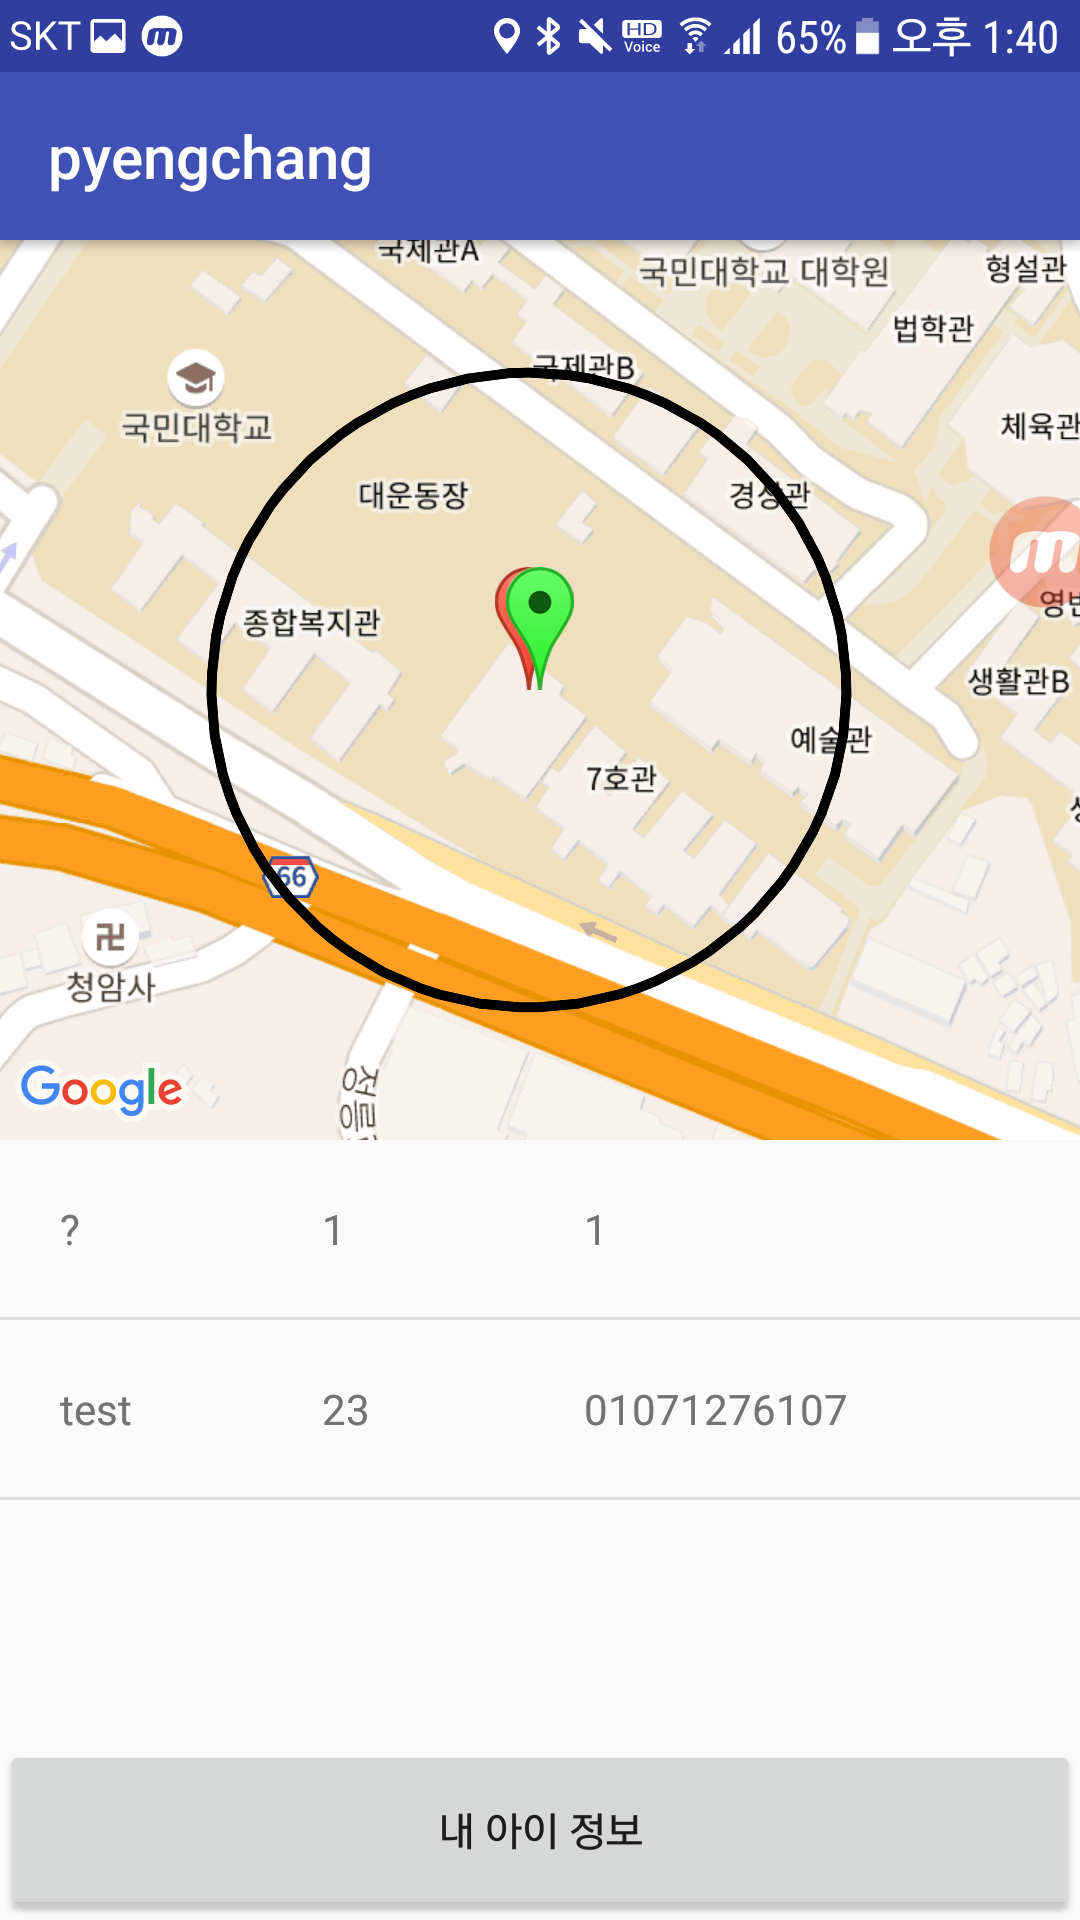 SKT HD Voice 65% 오후 1:40
pyengchang
국제관A
국민대학교 대학원
형설관
법학관
국제관B
국민대학교
체육관
대운동장
경상관
종합복지관
생활관B
예술관
7호관
66
청암사
Google
정릉
? 1 1
test 23 01071276107
내 아이 정보